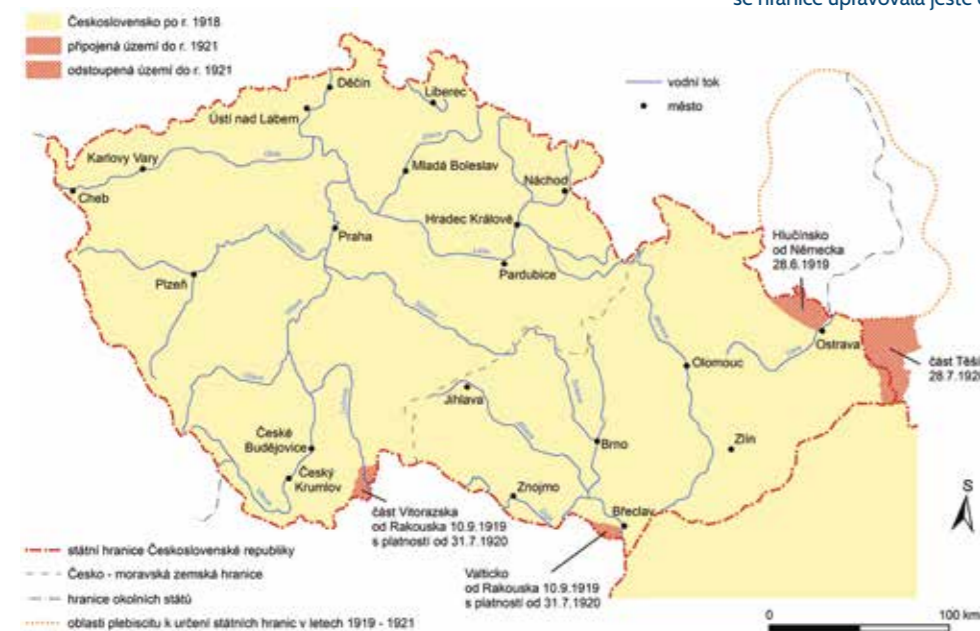 se hranice upravovala ještě
Československo po r. 1918
připojená území do r. 1921
odstoupená území do r. 1921
vodní tok
město
Děčín
Liberec
Ústí nad Labem
Karlovy Vary
Mladá Boleslav
Cheb
Náchod
Hradec Králové
Praha
Hlučínsko
od Německa
28.6.1919
Pardubice
Plzeň
Ostrava
Olomouc
část
28.7.1920
Jihlava
České
Budějovice
Brno
Zlín
Český
Krumlov
Znojmo
Břeclav
S
část Vitorazska
od Rakouska 10.9.1919
s platností od 31.7.1920
Valticko
od Rakouska 10.9.1919
s platností od 31.7.1920
státní hranice Československé republiky
Česko - moravská zemská hranice
hranice okolních států
oblasti plebiscitu k určení státních hranic v letech 1919 - 1921
0 100 km